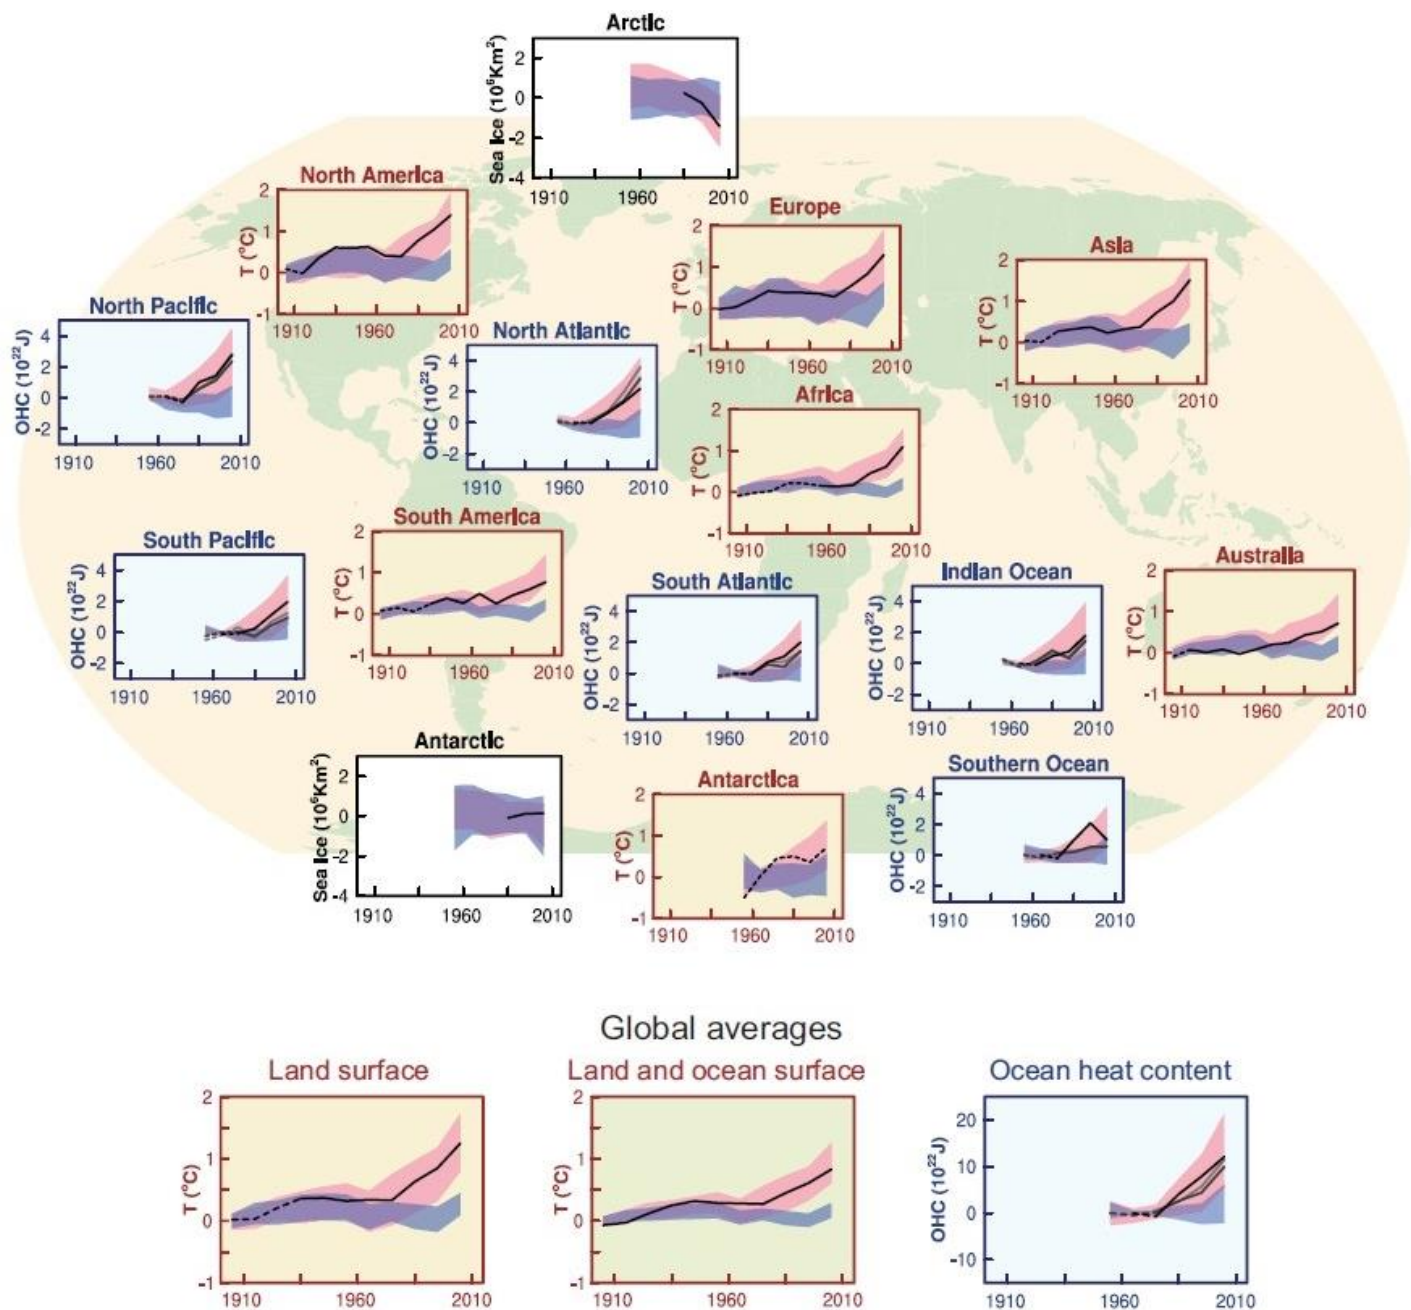 Arctic
Sea Ice (10⁶Km²)
2
0
-2
-4
1910 1960 2010
North America
T (°C)
2
1
0
-1
1910 1960 2010
Europe
T (°C)
2
1
0
-1
1910 1960 2010
Asia
T (°C)
2
1
0
-1
1910 1960 2010
North Pacific
OHC (10²²J)
4
2
0
-2
1910 1960 2010
North Atlantic
OHC (10²²J)
4
2
0
-2
1910 1960 2010
Africa
T (°C)
2
1
0
-1
1910 1960 2010
South Pacific
OHC (10²²J)
4
2
0
-2
1910 1960 2010
South America
T (°C)
2
1
0
-1
1910 1960 2010
South Atlantic
OHC (10²²J)
4
2
0
-2
1910 1960 2010
Indian Ocean
OHC (10²²J)
4
2
0
-2
1910 1960 2010
Australia
T (°C)
2
1
0
-1
1910 1960 2010
Antarctic
Sea Ice (10⁶Km²)
2
0
-2
-4
1910 1960 2010
Antarctica
T (°C)
2
1
0
-1
1910 1960 2010
Southern Ocean
OHC (10²²J)
4
2
0
-2
1910 1960 2010
Global averages
Land surface
T (°C)
2
1
0
-1
1910 1960 2010
Land and ocean surface
T (°C)
2
1
0
-1
1910 1960 2010
Ocean heat content
OHC (10²²J)
20
10
0
-10
1910 1960 2010